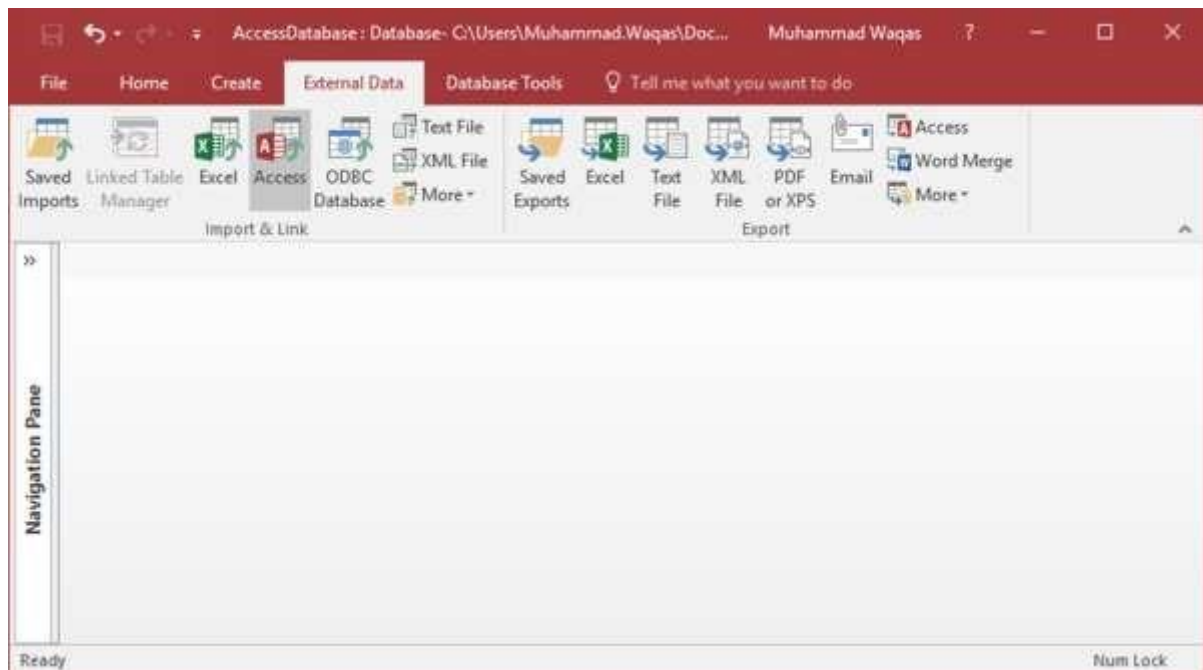 AccessDatabase : Database- C:\Users\Muhammad.Waqas\Doc... Muhammad Waqas ?
File Home Create External Data Database Tools Tell me what you want to do
Saved Imports
Linked Table Manager
Excel
Access
ODBC Database
Text File
XML File
More
Import & Link
Saved Exports
Excel
Text File
XML File
PDF or XPS
Email
Access
Word Merge
More
Export
»
Navigation Pane
Ready Num Lock